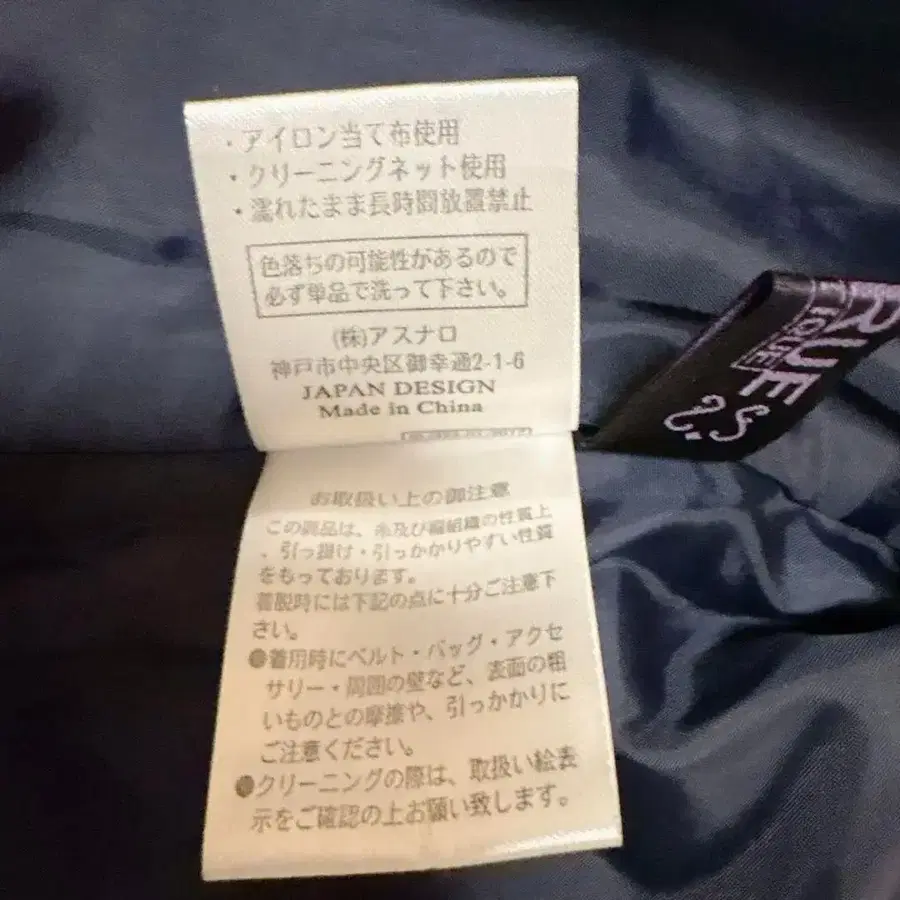 ・アイロン当て布使用
・クリーニングネット使用
・濡れたまま長時間放置禁止
色落ちの可能性があるので
必ず単品で洗って下さい。
(株)アスナロ
神戸市中央区御幸通2-1-6
JAPAN DESIGN
Made in China
お取扱い上の御注意
この製品は、糸及び編組織の性質上
、引っ掛け・引っかかりやすい性質
をもっております。
着脱時には下記の点に十分ご注意下
さい。
●着用時にベルト・バッグ・アクセ
サリー・周囲の壁など、表面の粗
いものとの摩擦や、引っかかりに
ご注意ください。
●クリーニングの際は、取扱い絵表
示をご確認の上お願い致します。
RUE
TIQUE